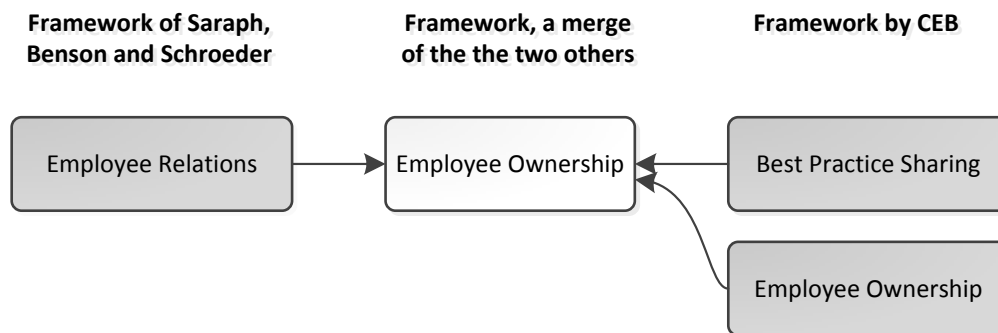 Framework of Saraph,
Benson and Schroeder
Framework, a merge
of the the two others
Framework by CEB
Employee Relations
Employee Ownership
Best Practice Sharing
Employee Ownership